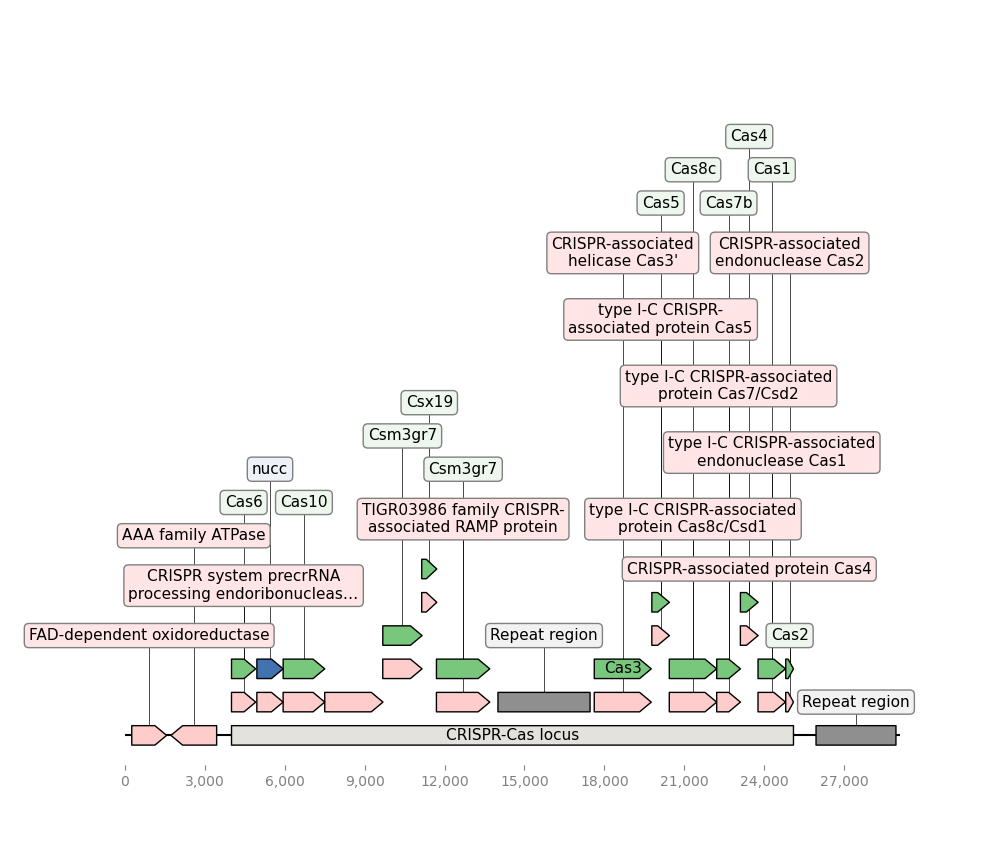 Cas4
Cas8c
Cas1
Cas5
Cas7b
CRISPR-associated
helicase Cas3'
CRISPR-associated
endonuclease Cas2
type I-C CRISPR-
associated protein Cas5
type I-C CRISPR-associated
protein Cas7/Csd2
Csx19
Csm3gr7
type I-C CRISPR-associated
endonuclease Cas1
nucc
Csm3gr7
Cas6
Cas10
TIGR03986 family CRISPR-
associated RAMP protein
type I-C CRISPR-associated
protein Cas8c/Csd1
AAA family ATPase
CRISPR-associated protein Cas4
CRISPR system precrRNA
processing endoribonucleas…
FAD-dependent oxidoreductase
Repeat region
Cas2
Cas3
Repeat region
CRISPR-Cas locus
0
3,000
6,000
9,000
12,000
15,000
18,000
21,000
24,000
27,000